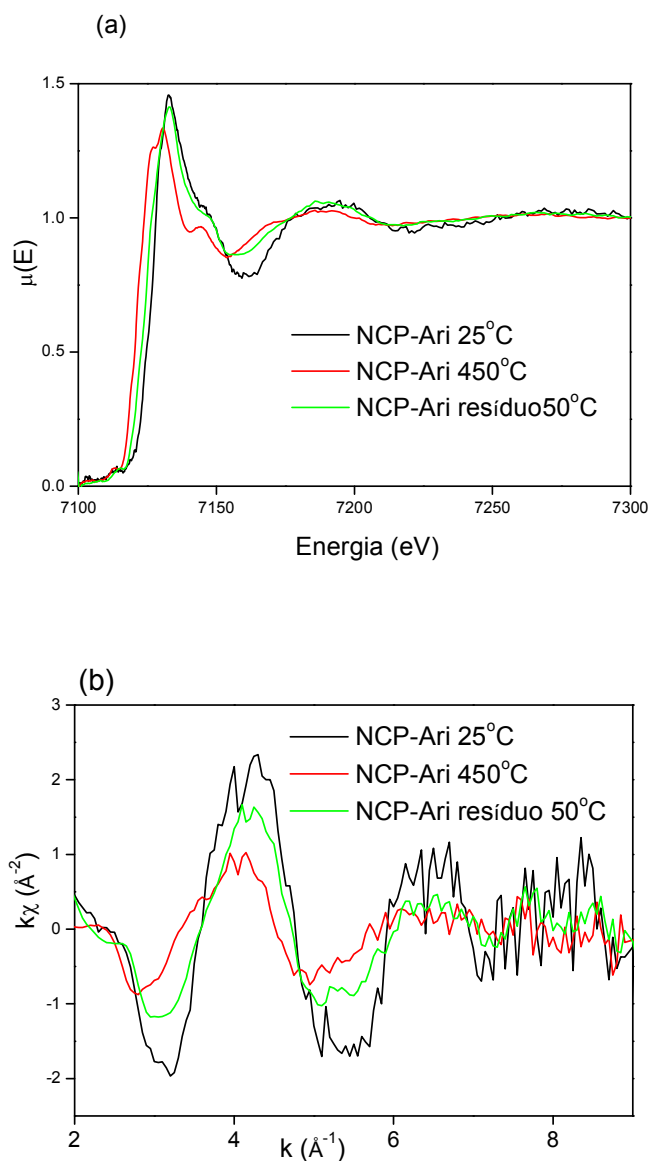 (a)
1.5
1.0
0.5
0.0
μ(E)
NCP-Ari 25°C
NCP-Ari 450°C
NCP-Ari resíduo50°C
7100 7150 7200 7250 7300
Energia (eV)
(b)
3
2
1
0
-1
-2
kχ (Å⁻²)
NCP-Ari 25°C
NCP-Ari 450°C
NCP-Ari resíduo 50°C
2 4 6 8
k (Å⁻¹)